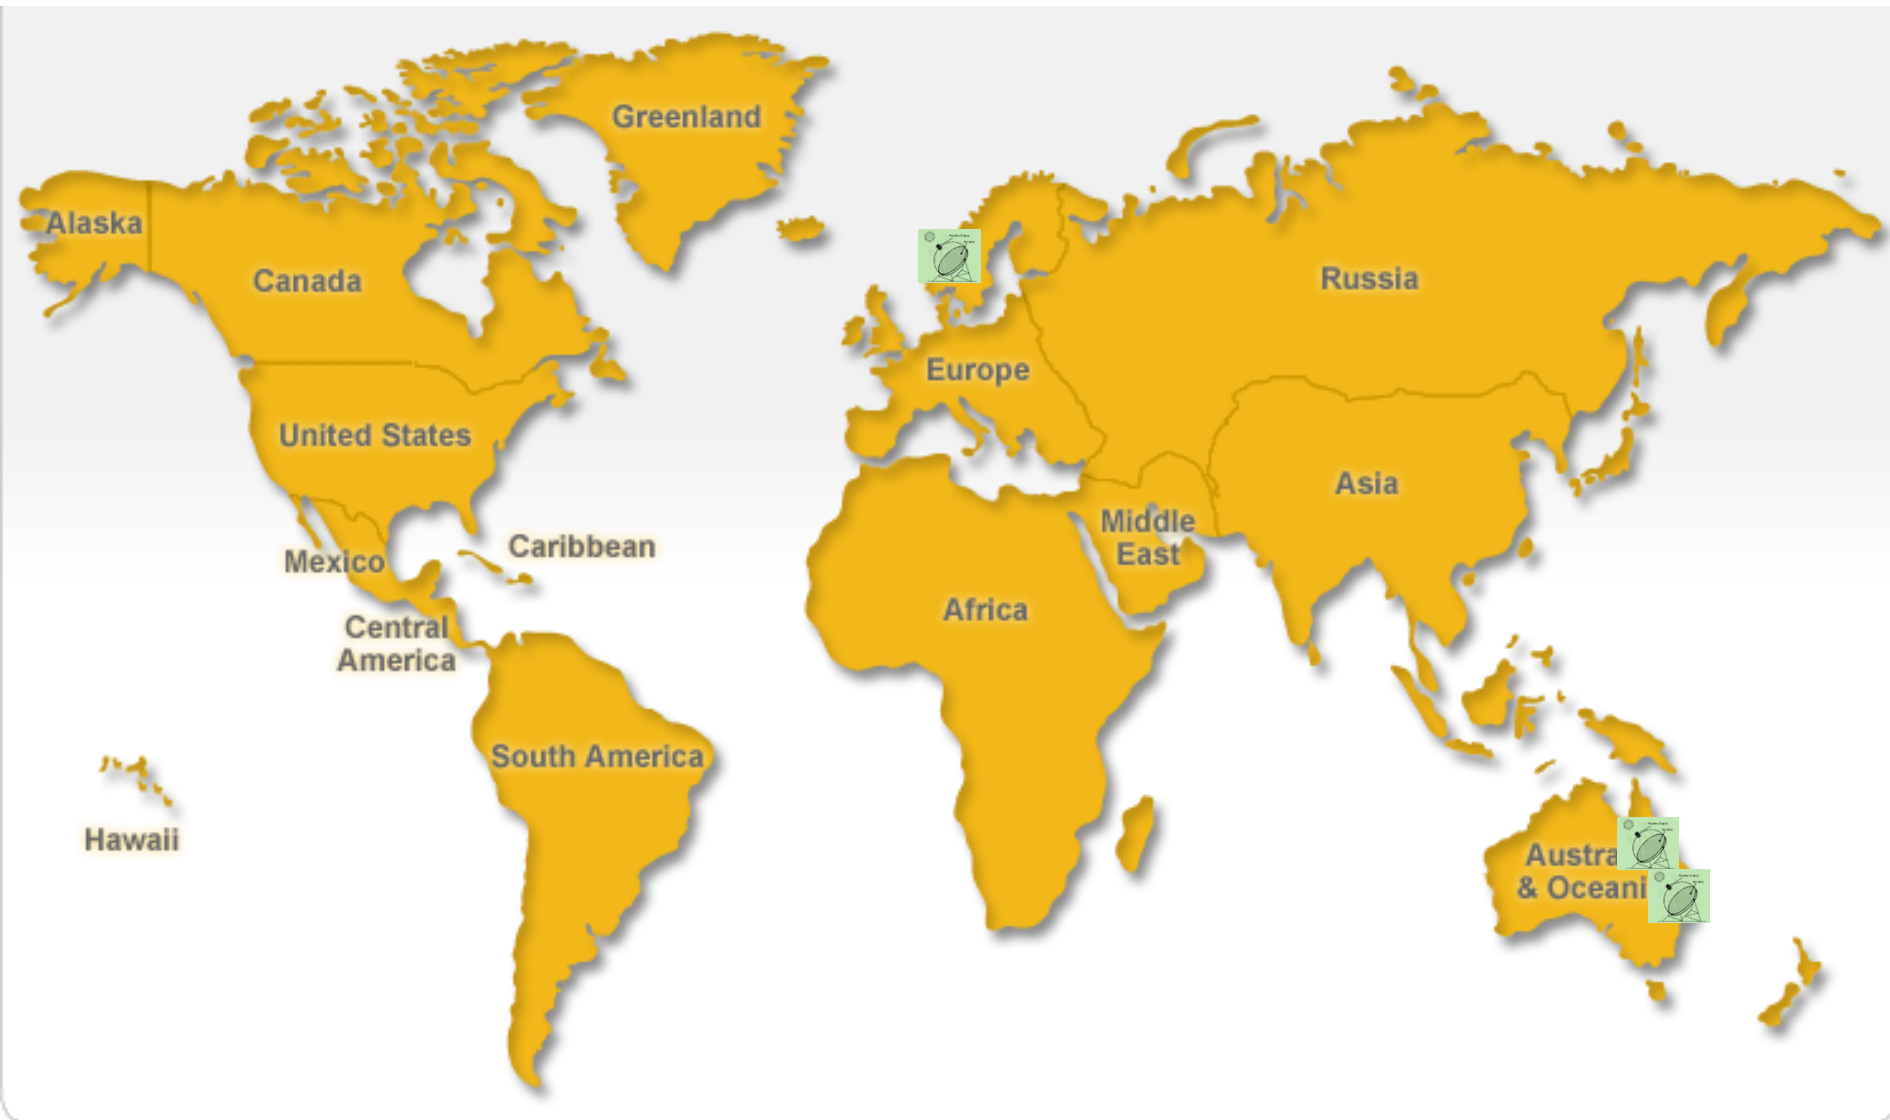 Greenland
Alaska
Canada
Russia
Europe
United States
Asia
Middle
East
Caribbean
Mexico
Africa
Central
America
South America
Hawaii
Austra
& Oceani